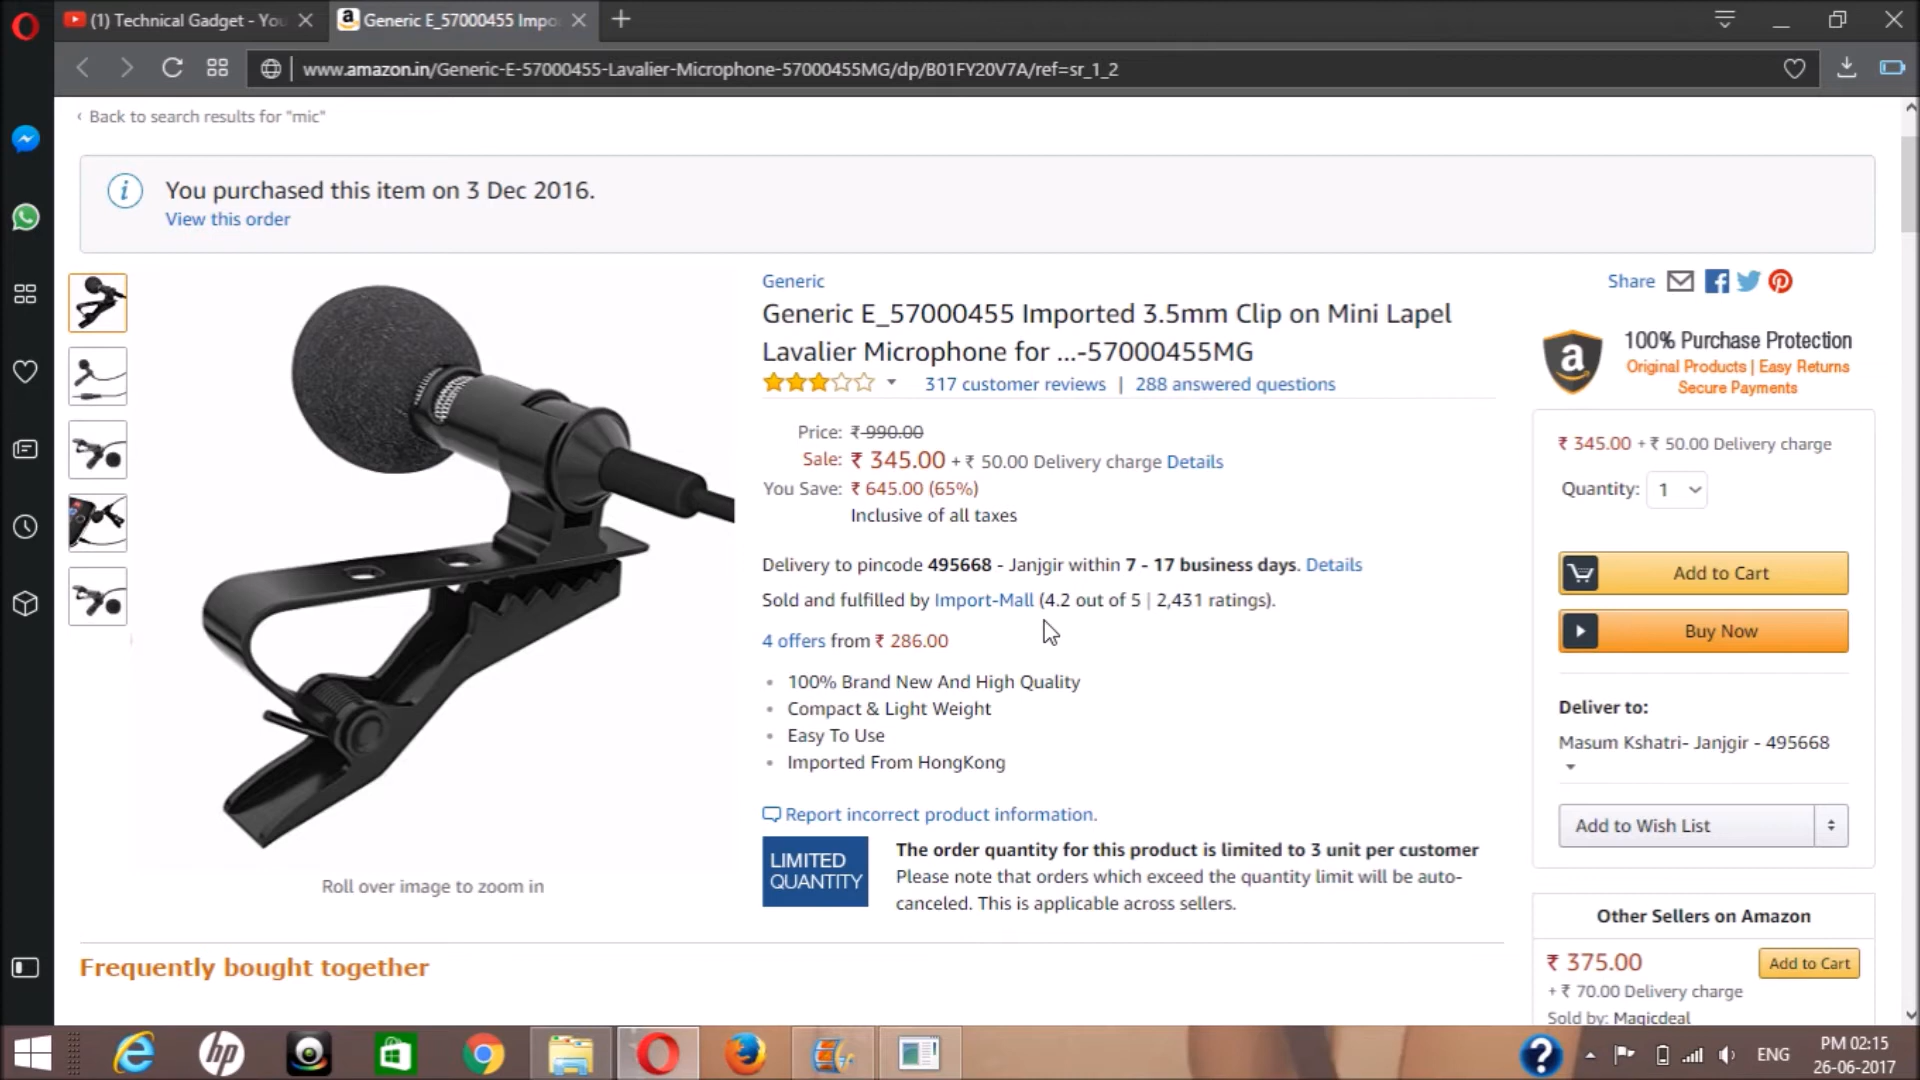 (1) Technical Gadget - You
Generic E_57000455 Impo
www.amazon.in/Generic-E-57000455-Lavalier-Microphone-57000455MG/dp/B01FY20V7A/ref=sr_1_2
‹ Back to search results for "mic"
You purchased this item on 3 Dec 2016.
View this order
Generic
Generic E_57000455 Imported 3.5mm Clip on Mini Lapel
Lavalier Microphone for ...-57000455MG
317 customer reviews | 288 answered questions
Price: ₹ 990.00
Sale: ₹ 345.00 + ₹ 50.00 Delivery charge Details
You Save: ₹ 645.00 (65%)
Inclusive of all taxes
Delivery to pincode 495668 - Janjgir within 7 - 17 business days. Details
Sold and fulfilled by Import-Mall (4.2 out of 5 | 2,431 ratings).
4 offers from ₹ 286.00
• 100% Brand New And High Quality
• Compact & Light Weight
• Easy To Use
• Imported From HongKong
Report incorrect product information.
LIMITED
QUANTITY
The order quantity for this product is limited to 3 unit per customer
Please note that orders which exceed the quantity limit will be auto-
canceled. This is applicable across sellers.
Roll over image to zoom in
Frequently bought together
Share
a
100% Purchase Protection
Original Products | Easy Returns
Secure Payments
₹ 345.00 + ₹ 50.00 Delivery charge
Quantity: 1
Add to Cart
Buy Now
Deliver to:
Masum Kshatri- Janjgir - 495668
Add to Wish List
Other Sellers on Amazon
₹ 375.00
Add to Cart
+ ₹ 70.00 Delivery charge
Sold by: Magicdeal
hp
ENG
PM 02:15
26-06-2017